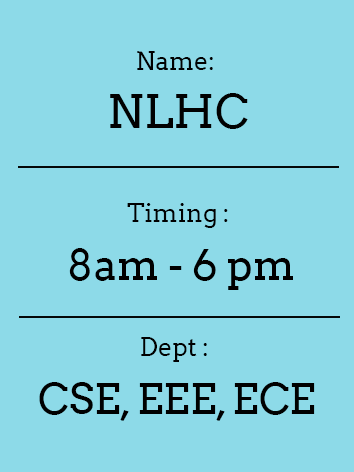 Name:
NLHC
Timing :
8am - 6 pm
Dept :
CSE, EEE, ECE